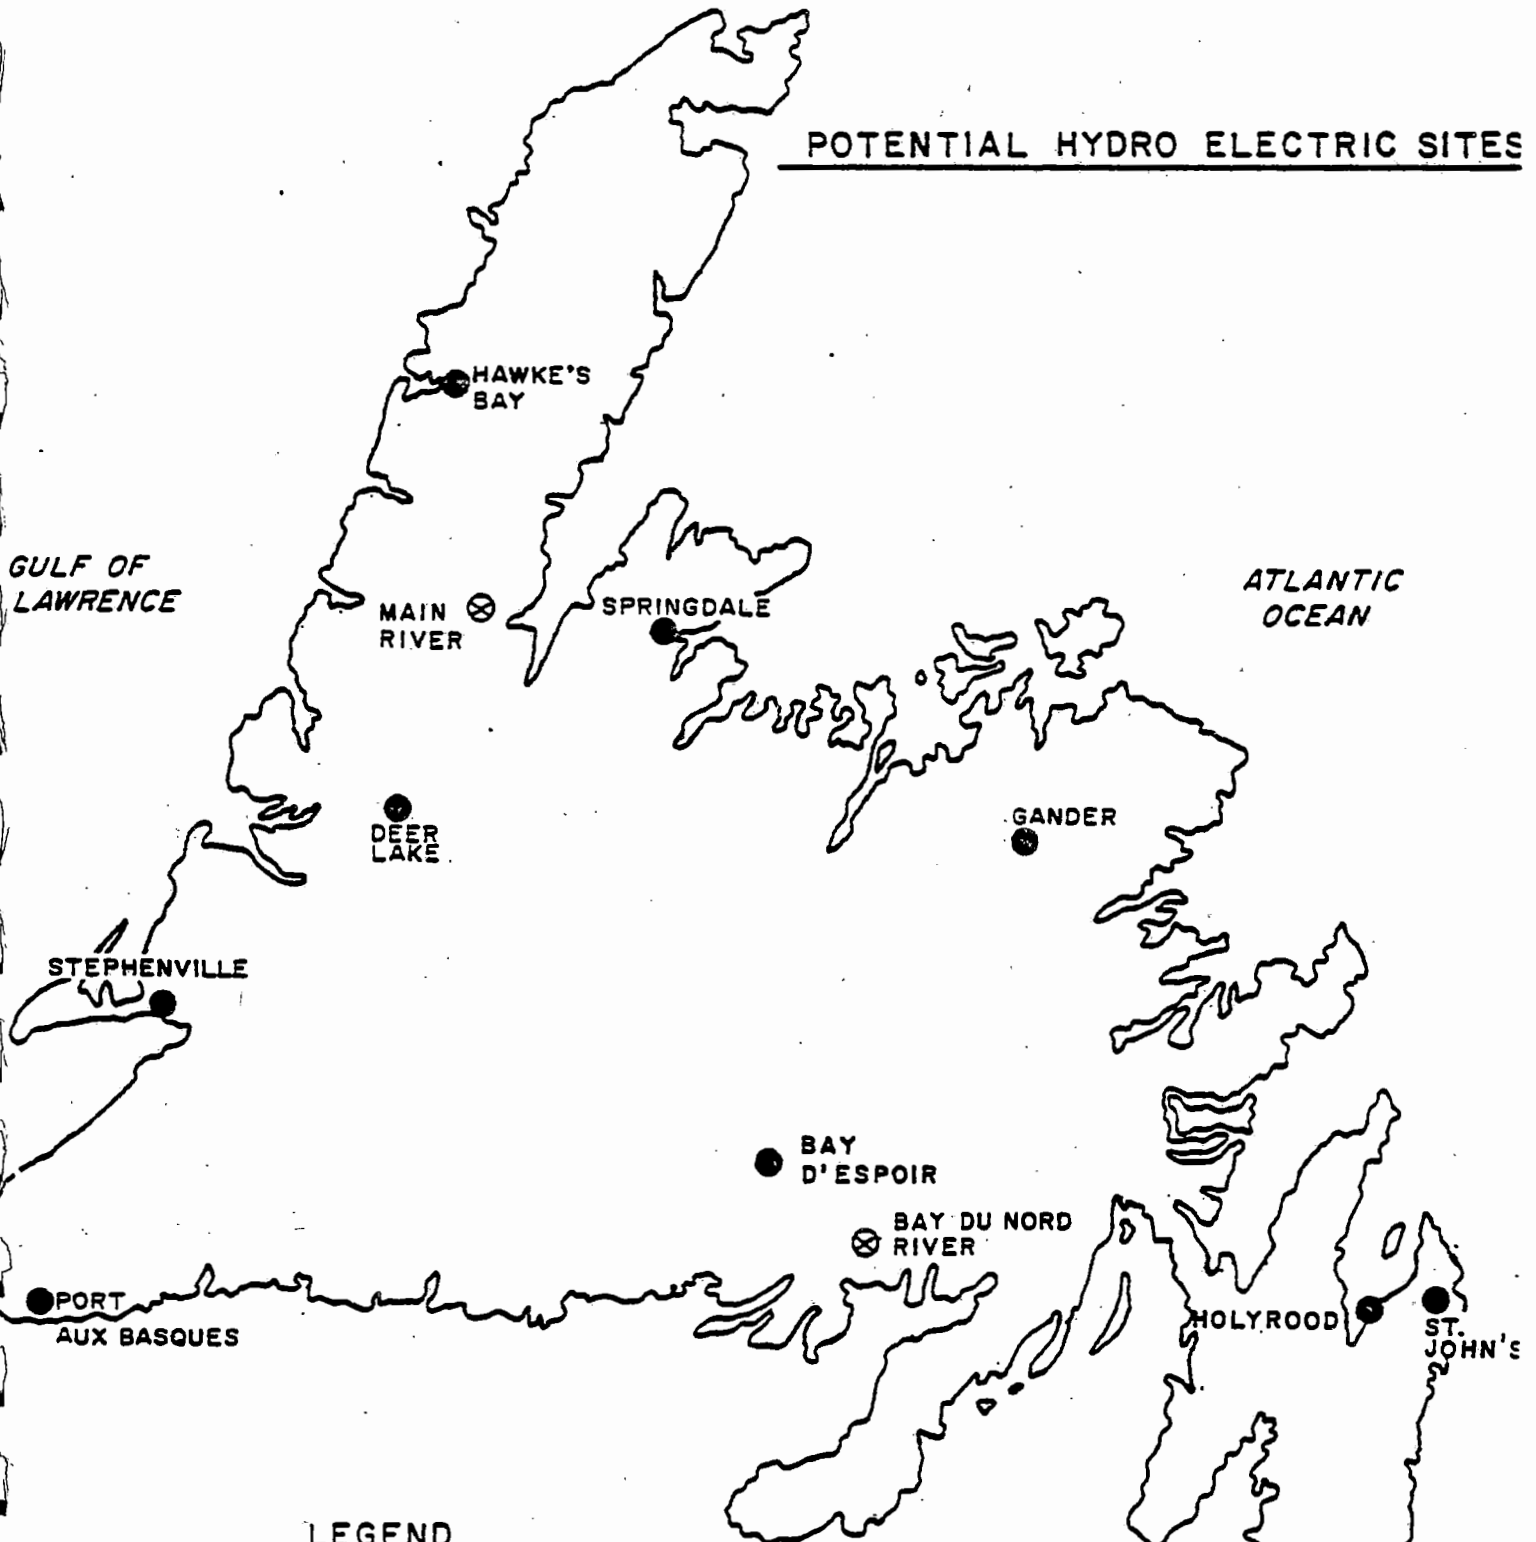 POTENTIAL HYDRO ELECTRIC SITES
HAWKE'S
BAY
GULF OF
LAWRENCE
ATLANTIC
OCEAN
MAIN
RIVER
SPRINGDALE
GANDER
DEER
LAKE
STEPHENVILLE
BAY
D'ESPOIR
BAY DU NORD
RIVER
PORT
AUX BASQUES
HOLYROOD
ST.
JOHN'S
LEGEND